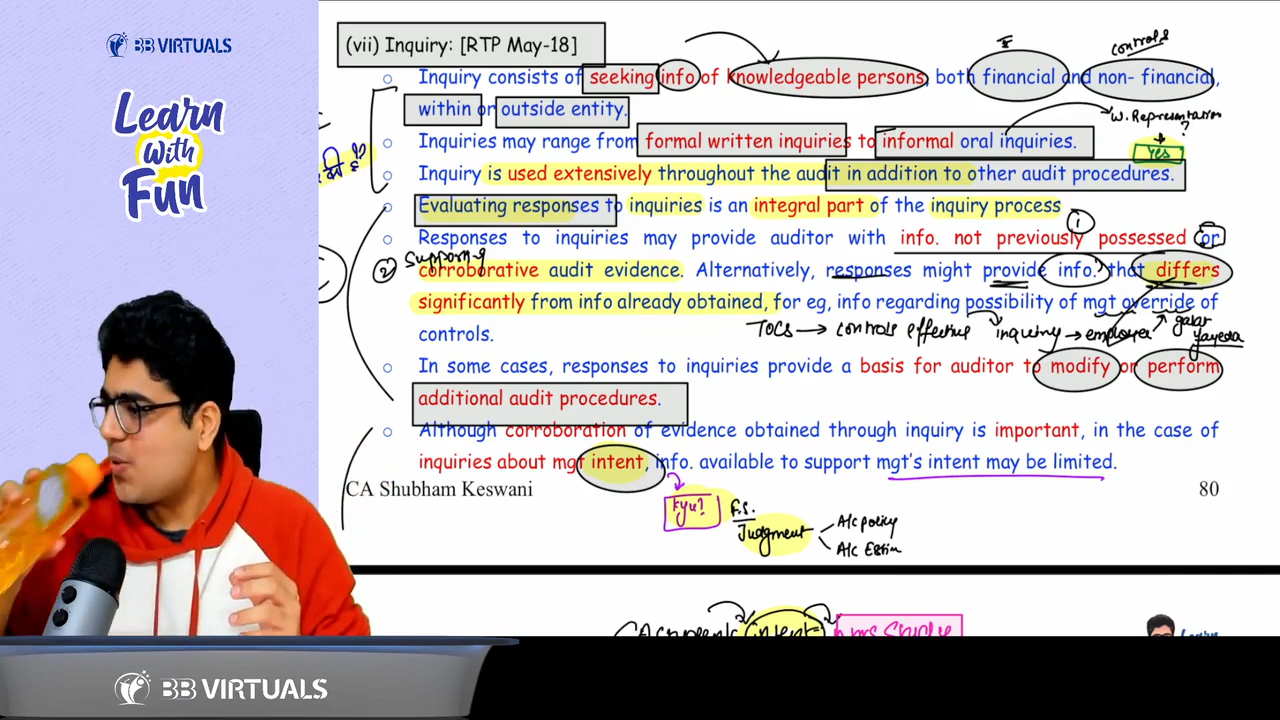 BB VIRTUALS
Learn
With
Fun
(vii) Inquiry: [RTP May-18]
I
controls
o Inquiry consists of seeking info of knowledgeable persons, both financial and non- financial,
within or outside entity.
W. Representation
?
o Inquiries may range from formal written inquiries to informal oral inquiries.
Yes
o Inquiry is used extensively throughout the audit in addition to other audit procedures.
o Evaluating responses to inquiries is an integral part of the inquiry process
1
o Responses to inquiries may provide auditor with info. not previously possessed or
2 Supporting
corroborative audit evidence. Alternatively, responses might provide info. that differs
significantly from info already obtained, for eg, info regarding possibility of mgt override of
controls.
TOCs → controls effective inquiry → employee galat
fayeda
o In some cases, responses to inquiries provide a basis for auditor to modify or perform
additional audit procedures.
o Although corroboration of evidence obtained through inquiry is important, in the case of
inquiries about mgt intent, info. available to support mgt's intent may be limited.
CA Shubham Keswani 80
kyu?
F.S.
Judgment
A/c policy
A/c Estim
intent
BB VIRTUALS